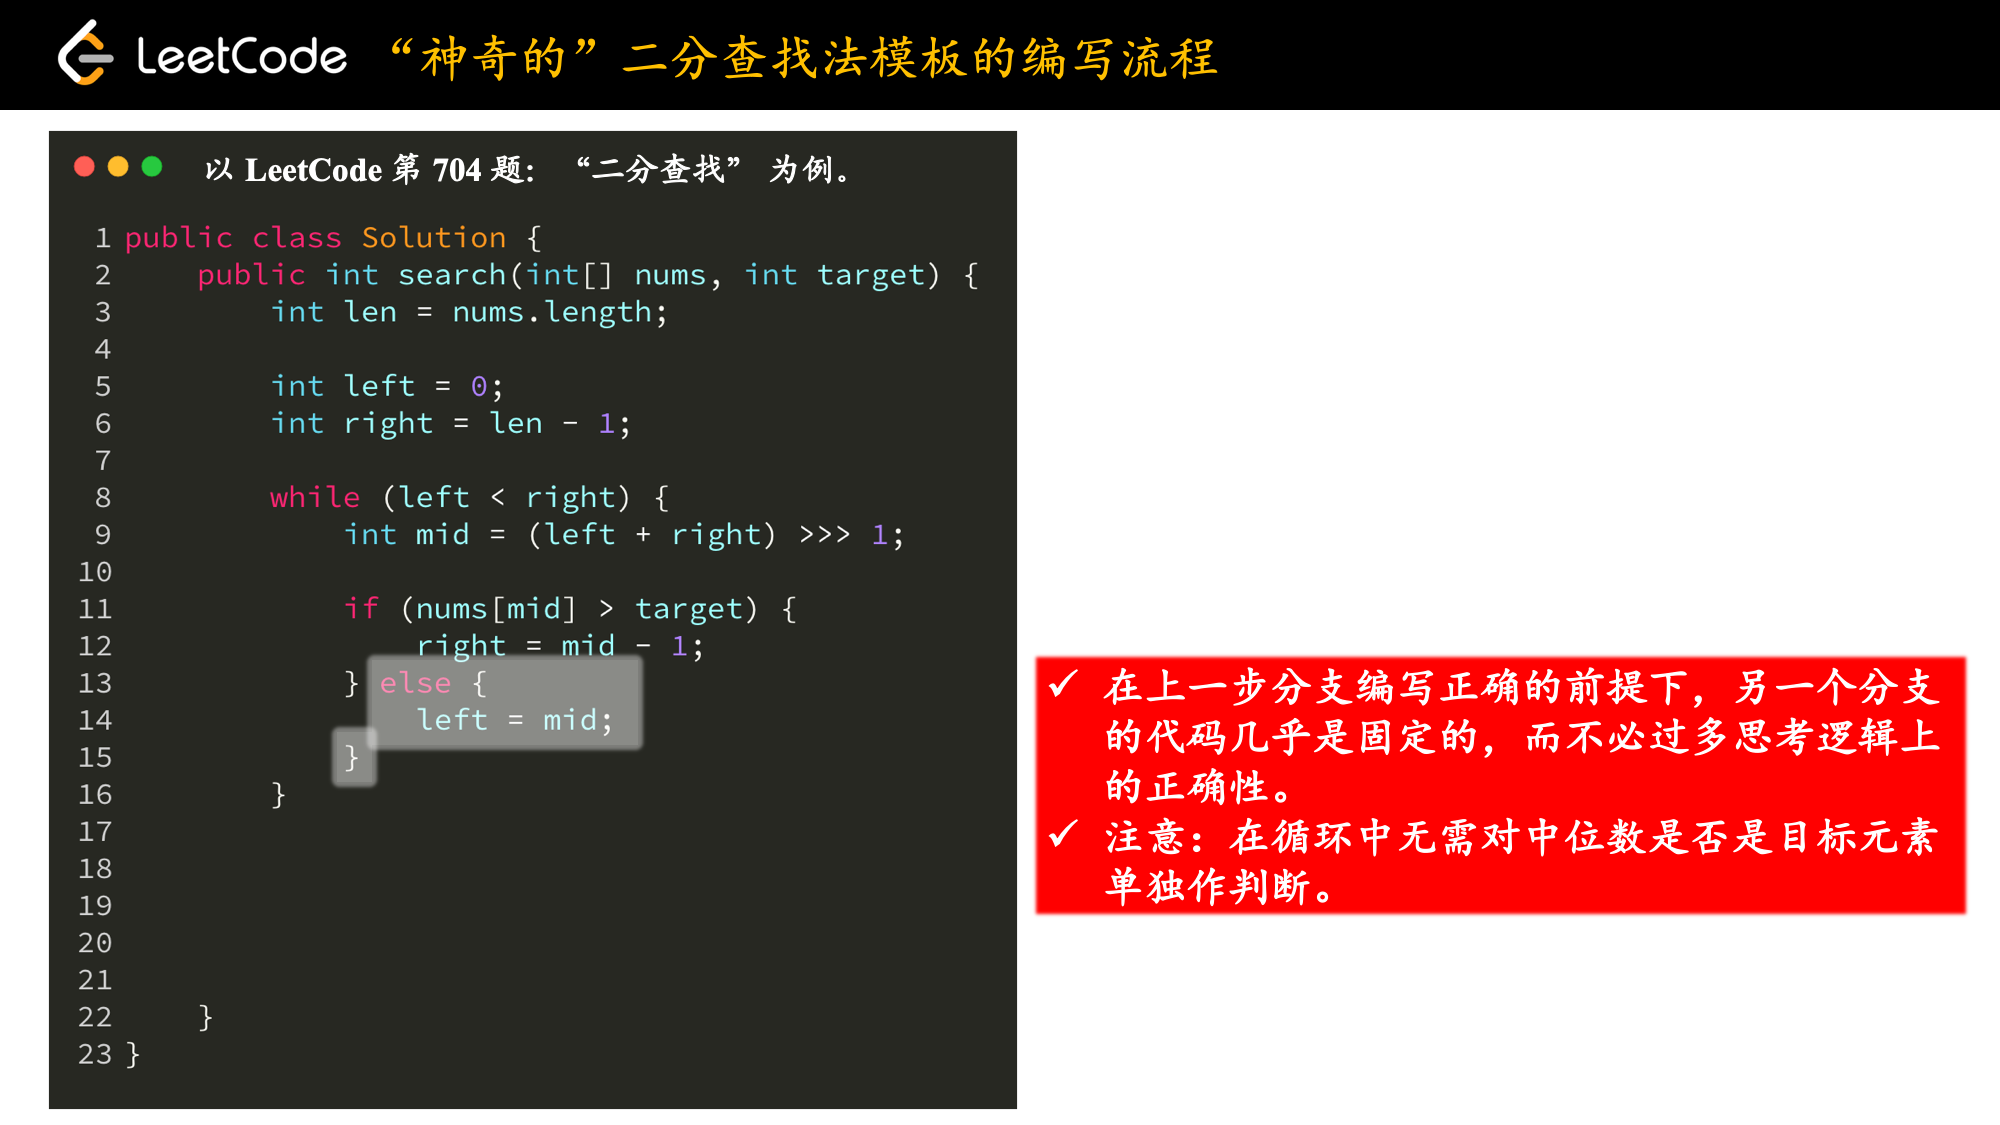 LeetCode “神奇的”二分查找法模板的编写流程
以 LeetCode 第 704 题：“二分查找” 为例。
1 public class Solution {
2     public int search(int[] nums, int target) {
3         int len = nums.length;
4
5         int left = 0;
6         int right = len - 1;
7
8         while (left < right) {
9             int mid = (left + right) >>> 1;
10
11             if (nums[mid] > target) {
12                 right = mid - 1;
13             } else {
14                 left = mid;
15             }
16         }
17
18
19
20
21
22     }
23 }
✓ 在上一步分支编写正确的前提下，另一个分支
的代码几乎是固定的，而不必过多思考逻辑上
的正确性。
✓ 注意：在循环中无需对中位数是否是目标元素
单独作判断。